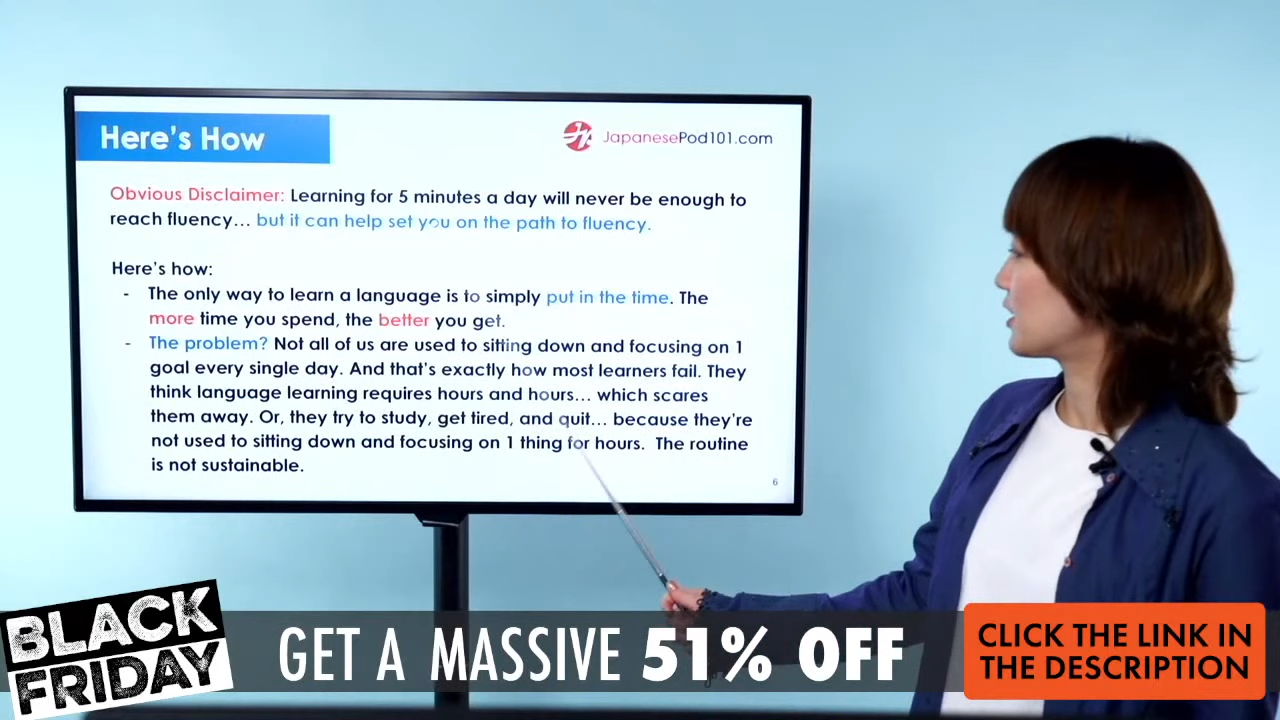 Here's How
JapanesePod101.com
Obvious Disclaimer: Learning for 5 minutes a day will never be enough to
reach fluency... but it can help set you on the path to fluency.
Here's how:
- The only way to learn a language is to simply put in the time. The
more time you spend, the better you get.
- The problem? Not all of us are used to sitting down and focusing on 1
goal every single day. And that's exactly how most learners fail. They
think language learning requires hours and hours... which scares
them away. Or, they try to study, get tired, and quit... because they're
not used to sitting down and focusing on 1 thing for hours. The routine
is not sustainable.
6
BLACK
FRIDAY
GET A MASSIVE 51% OFF
CLICK THE LINK IN
THE DESCRIPTION